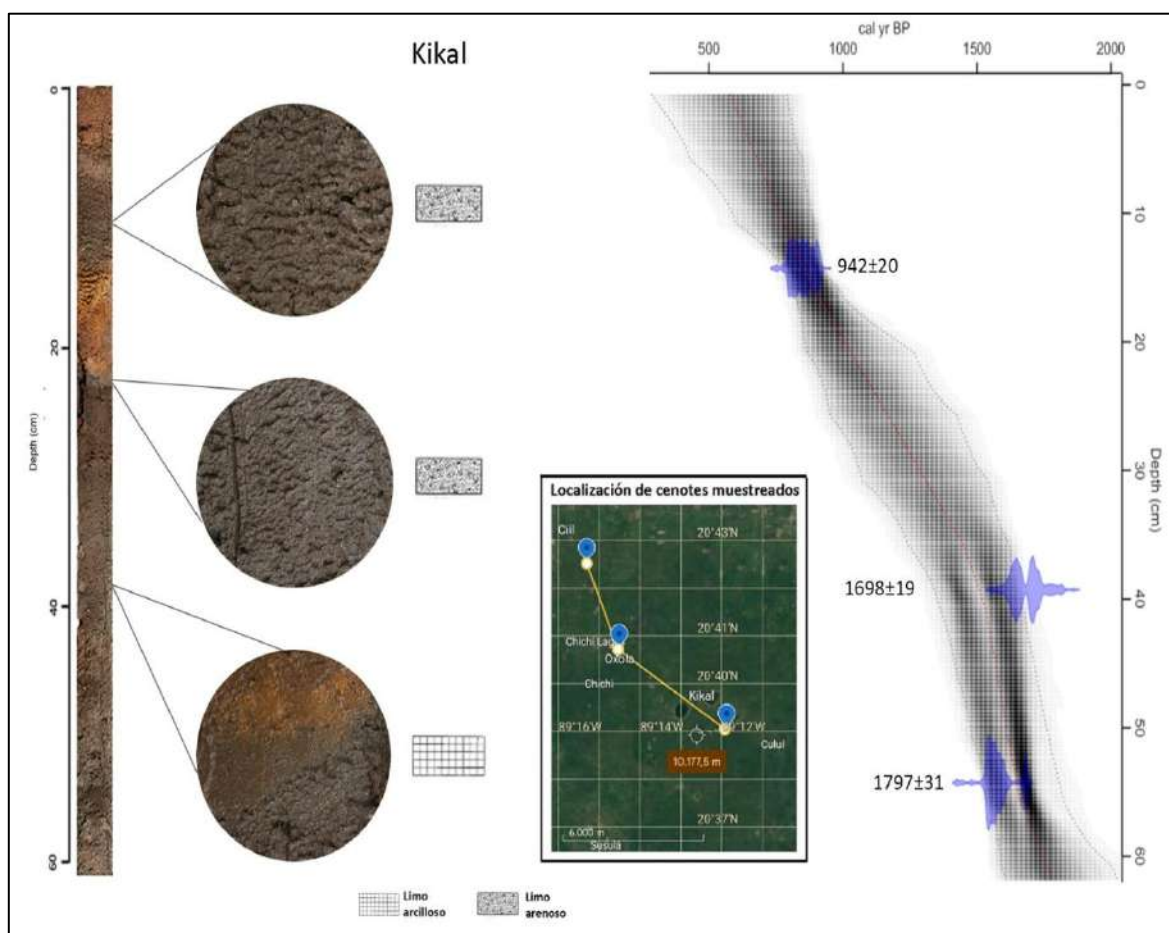 Kikal
0
20
40
60
Depth (cm)
cal yr BP
500
1000
1500
2000
0
10
20
30
40
50
60
Depth (cm)
942±20
1698±19
1797±31
Localización de cenotes muestreados
Ciil
20°43'N
20°41'N
Chichi Lag
Oxola
20°40'N
Chichi
Kikal
89°16'W
89°14'W
89°12'W
Culul
10.177,5 m
20°37'N
6.000 m
Susula
Limo
arcilloso
Limo
arenoso